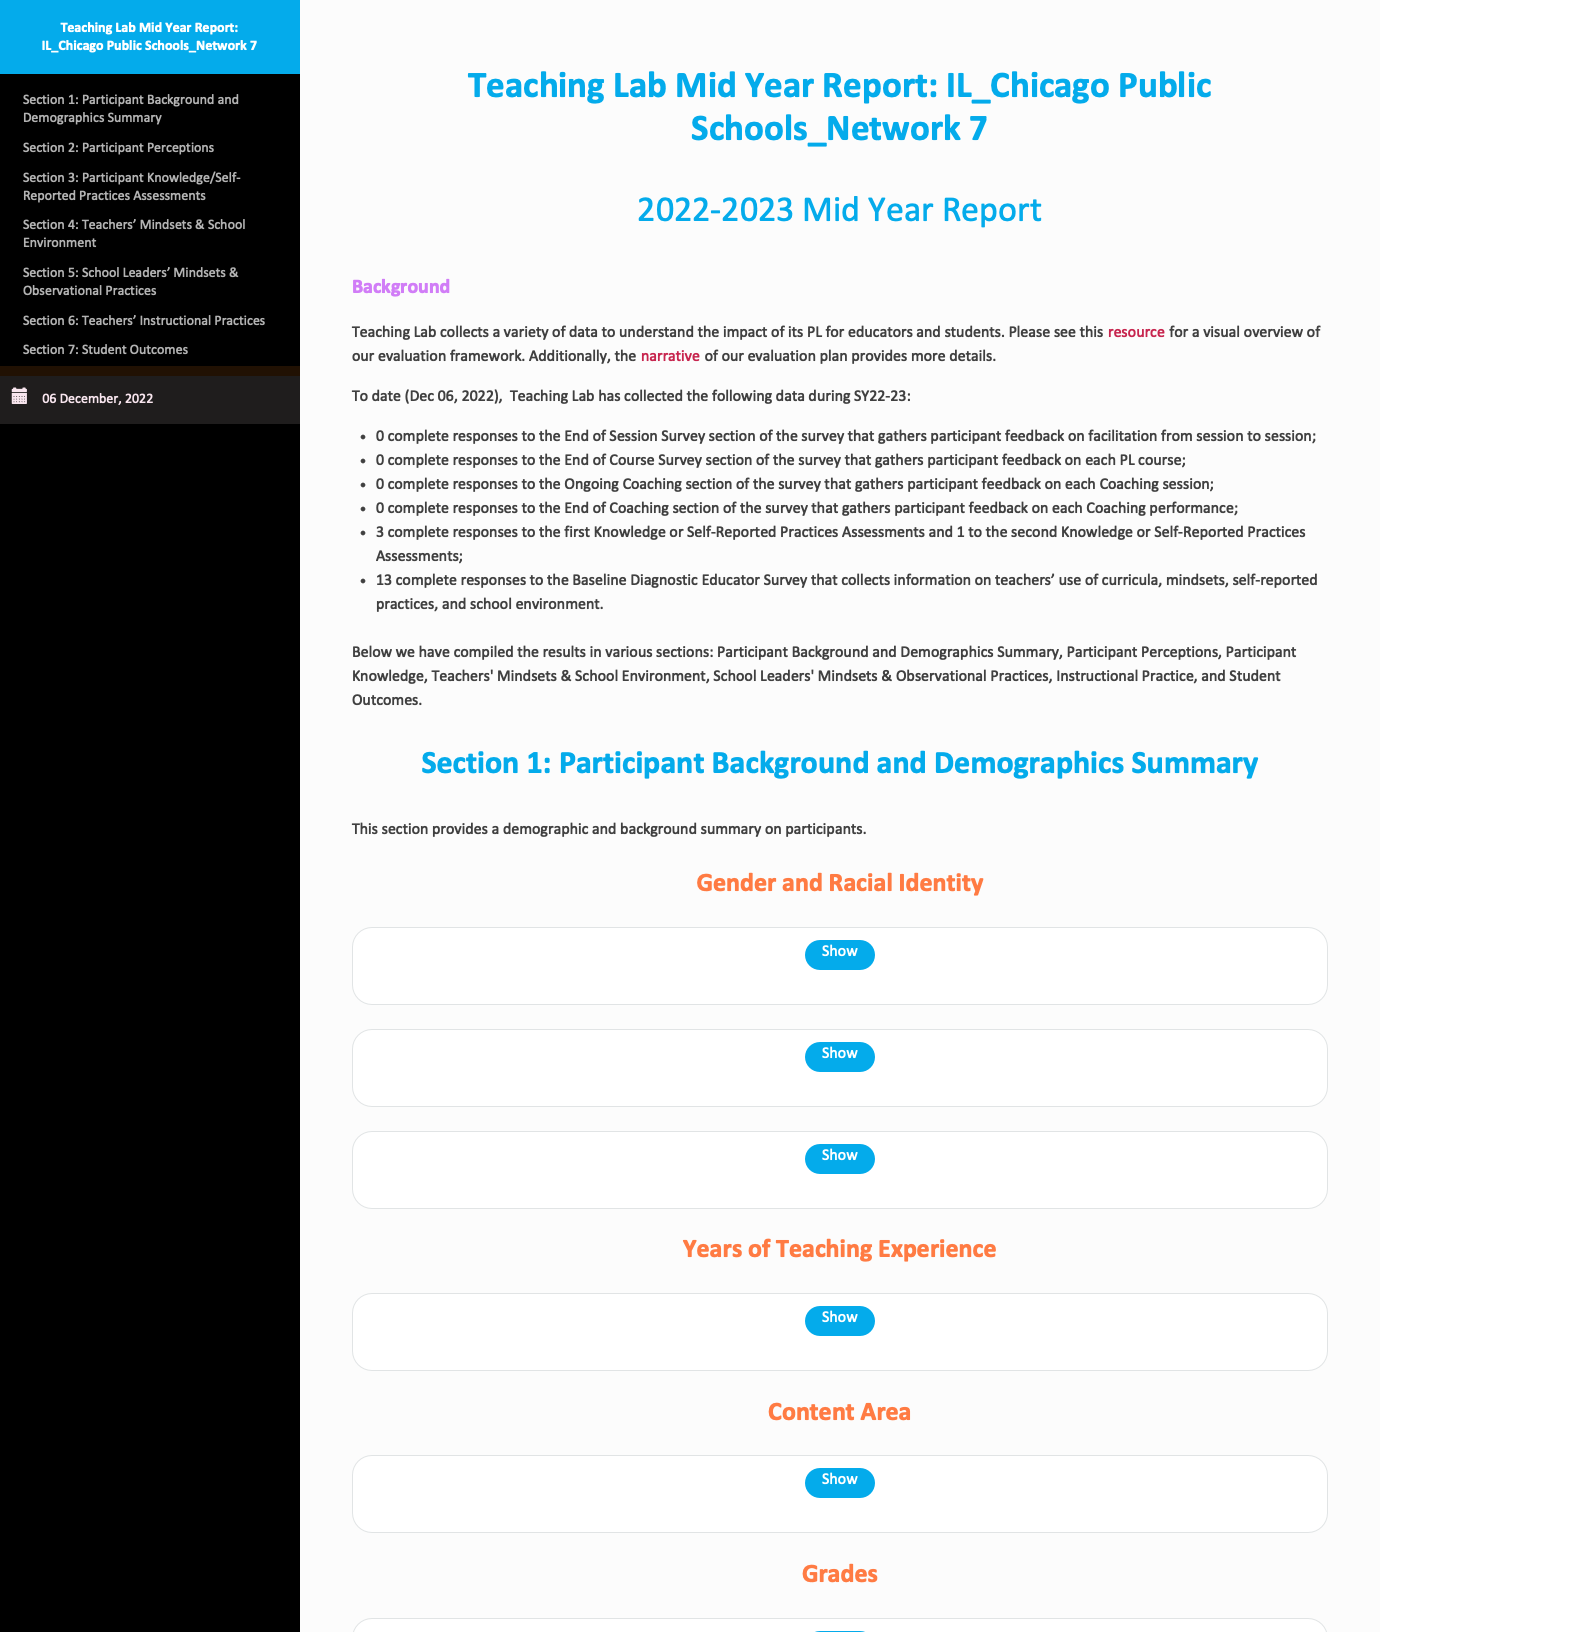 Teaching Lab Mid Year Report:
IL_Chicago Public Schools_Network 7
Section 1: Participant Background and
Demographics Summary
Section 2: Participant Perceptions
Section 3: Participant Knowledge/Self-
Reported Practices Assessments
Section 4: Teachers’ Mindsets & School
Environment
Section 5: School Leaders’ Mindsets &
Observational Practices
Section 6: Teachers’ Instructional Practices
Section 7: Student Outcomes
06 December, 2022
Teaching Lab Mid Year Report: IL_Chicago Public
Schools_Network 7
2022-2023 Mid Year Report
Background
Teaching Lab collects a variety of data to understand the impact of its PL for educators and students. Please see this resource for a visual overview of
our evaluation framework. Additionally, the narrative of our evaluation plan provides more details.
To date (Dec 06, 2022),  Teaching Lab has collected the following data during SY22-23:
• 0 complete responses to the End of Session Survey section of the survey that gathers participant feedback on facilitation from session to session;
• 0 complete responses to the End of Course Survey section of the survey that gathers participant feedback on each PL course;
• 0 complete responses to the Ongoing Coaching section of the survey that gathers participant feedback on each Coaching session;
• 0 complete responses to the End of Coaching section of the survey that gathers participant feedback on each Coaching performance;
• 3 complete responses to the first Knowledge or Self-Reported Practices Assessments and 1 to the second Knowledge or Self-Reported Practices
Assessments;
• 13 complete responses to the Baseline Diagnostic Educator Survey that collects information on teachers’ use of curricula, mindsets, self-reported
practices, and school environment.
Below we have compiled the results in various sections: Participant Background and Demographics Summary, Participant Perceptions, Participant
Knowledge, Teachers' Mindsets & School Environment, School Leaders' Mindsets & Observational Practices, Instructional Practice, and Student
Outcomes.
Section 1: Participant Background and Demographics Summary
This section provides a demographic and background summary on participants.
Gender and Racial Identity
Show
Show
Show
Years of Teaching Experience
Show
Content Area
Show
Grades